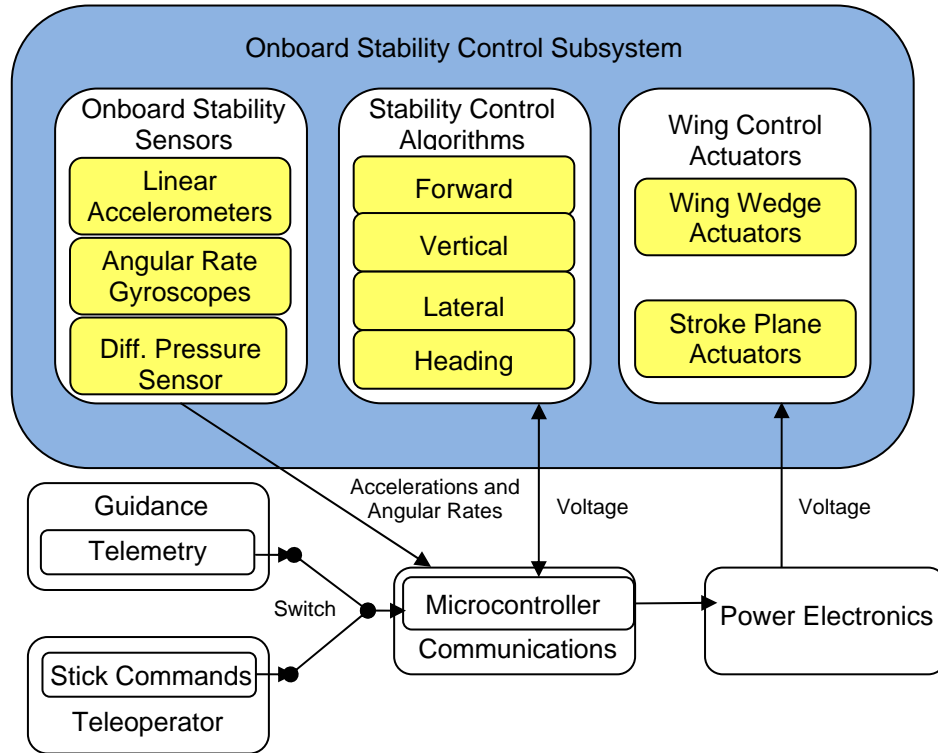 Onboard Stability Control Subsystem
Onboard Stability
Sensors
Linear
Accelerometers
Angular Rate
Gyroscopes
Diff. Pressure
Sensor
Stability Control
Algorithms
Forward
Vertical
Lateral
Heading
Wing Control
Actuators
Wing Wedge
Actuators
Stroke Plane
Actuators
Accelerations and
Angular Rates
Voltage
Voltage
Guidance
Telemetry
Switch
Stick Commands
Teleoperator
Microcontroller
Communications
Power Electronics